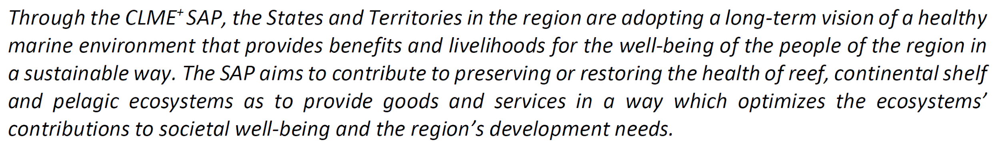 Through the CLME⁺ SAP, the States and Territories in the region are adopting a long-term vision of a healthy
marine environment that provides benefits and livelihoods for the well-being of the people of the region in
a sustainable way. The SAP aims to contribute to preserving or restoring the health of reef, continental shelf
and pelagic ecosystems as to provide goods and services in a way which optimizes the ecosystems’
contributions to societal well-being and the region’s development needs.